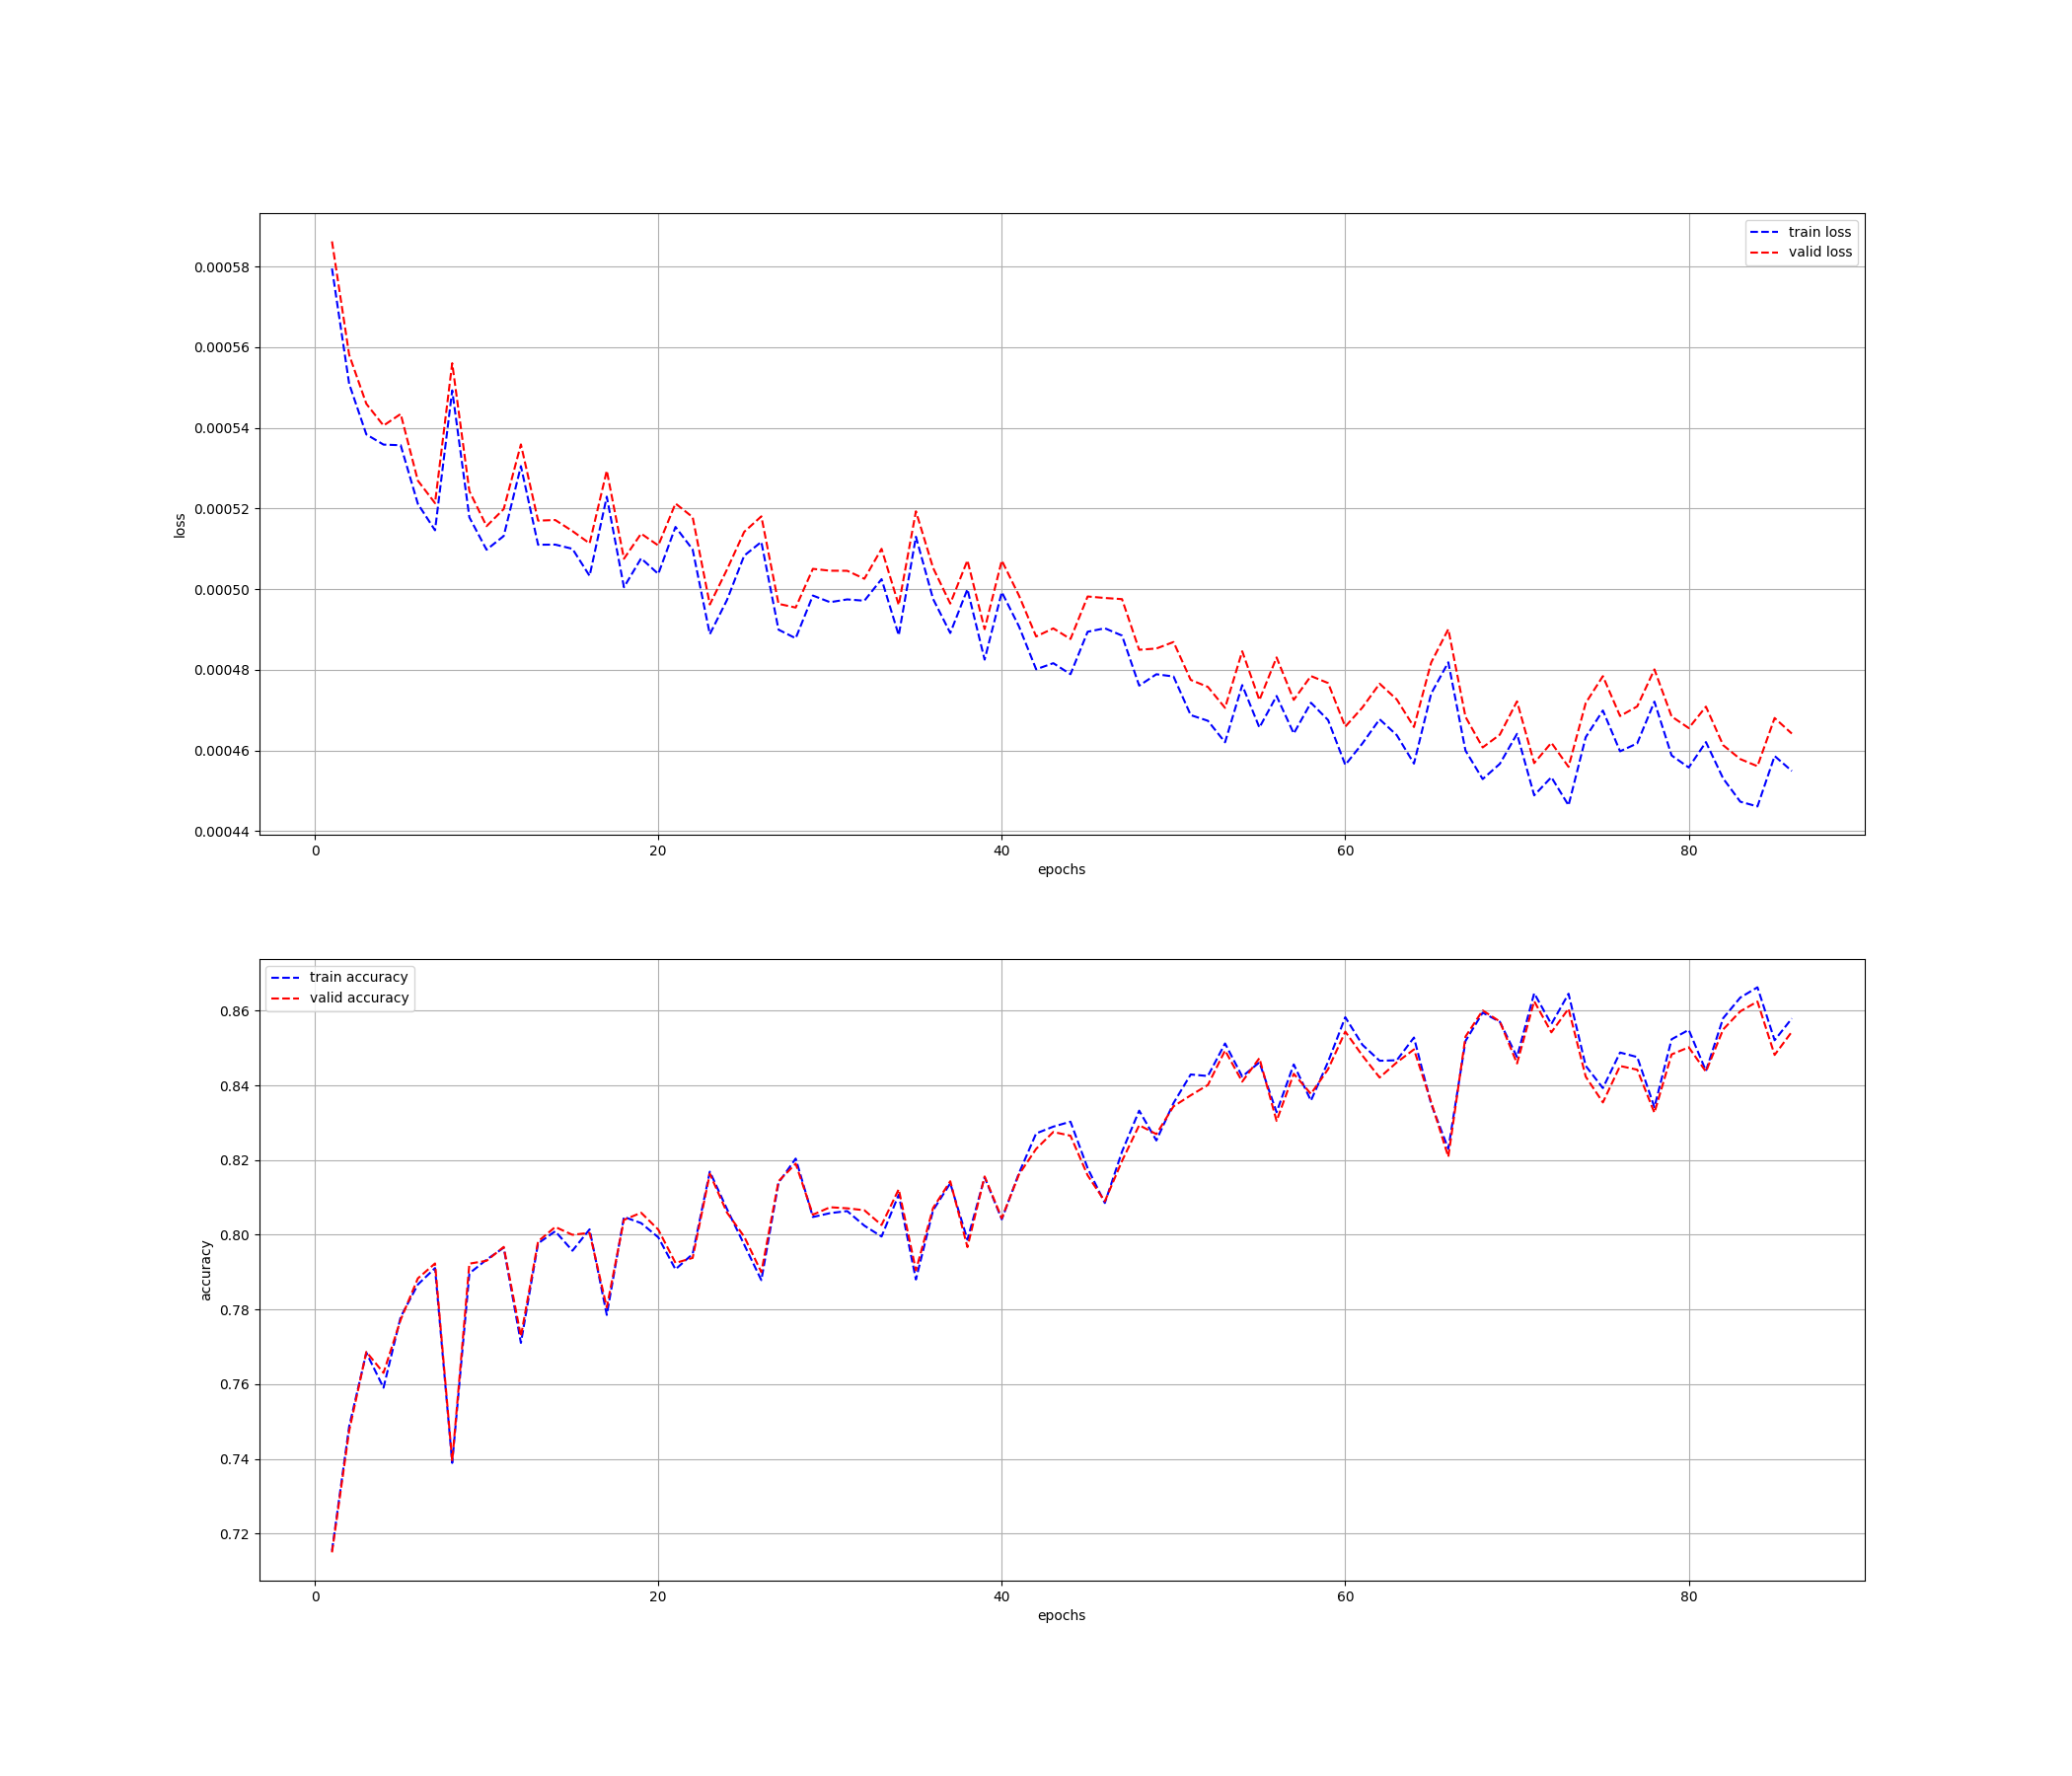 train loss
valid loss
0.00058
0.00056
0.00054
0.00052
0.00050
0.00048
0.00046
0.00044
loss
0 20 40 60 80
epochs
train accuracy
valid accuracy
0.86
0.84
0.82
0.80
0.78
0.76
0.74
0.72
accuracy
0 20 40 60 80
epochs